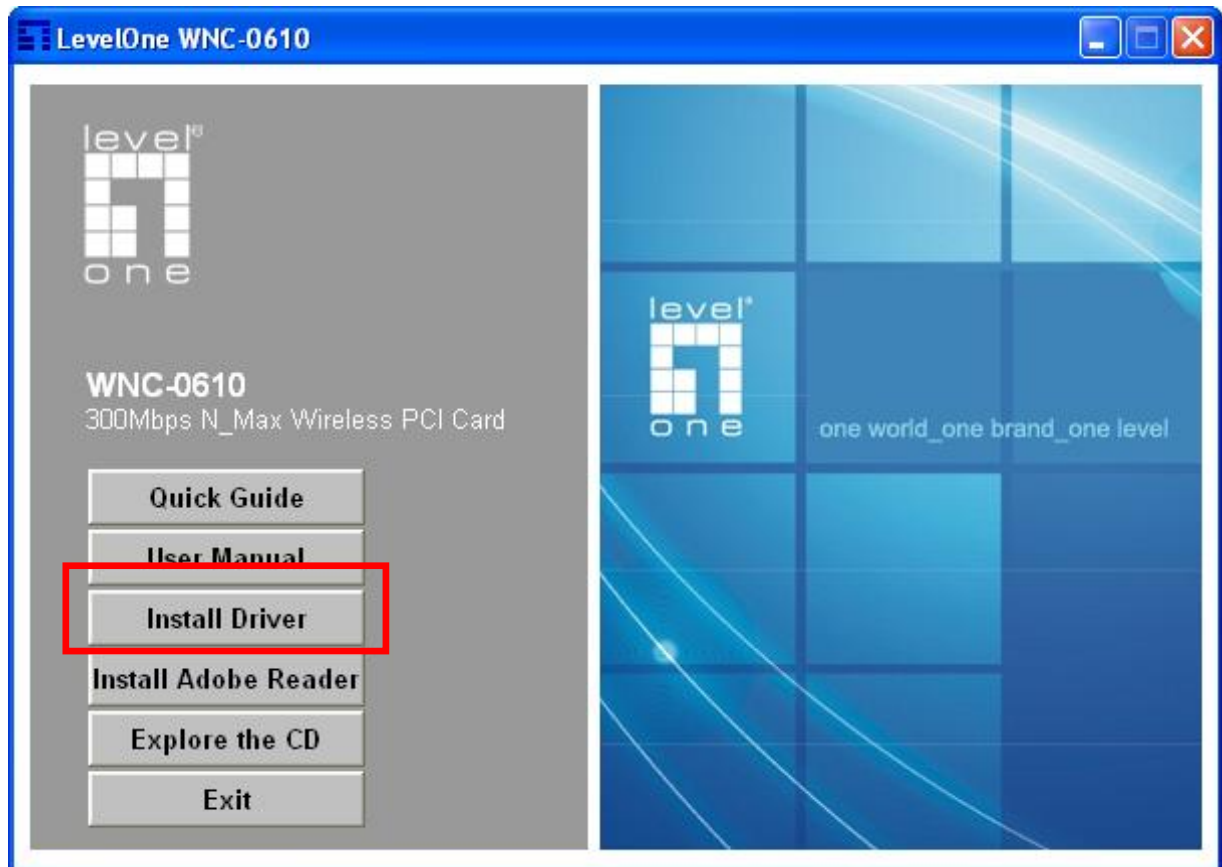 LevelOne WNC-0610
level®
one
WNC-0610
300Mbps N_Max Wireless PCI Card
Quick Guide
User Manual
Install Driver
Install Adobe Reader
Explore the CD
Exit
level®
one
one world_one brand_one level